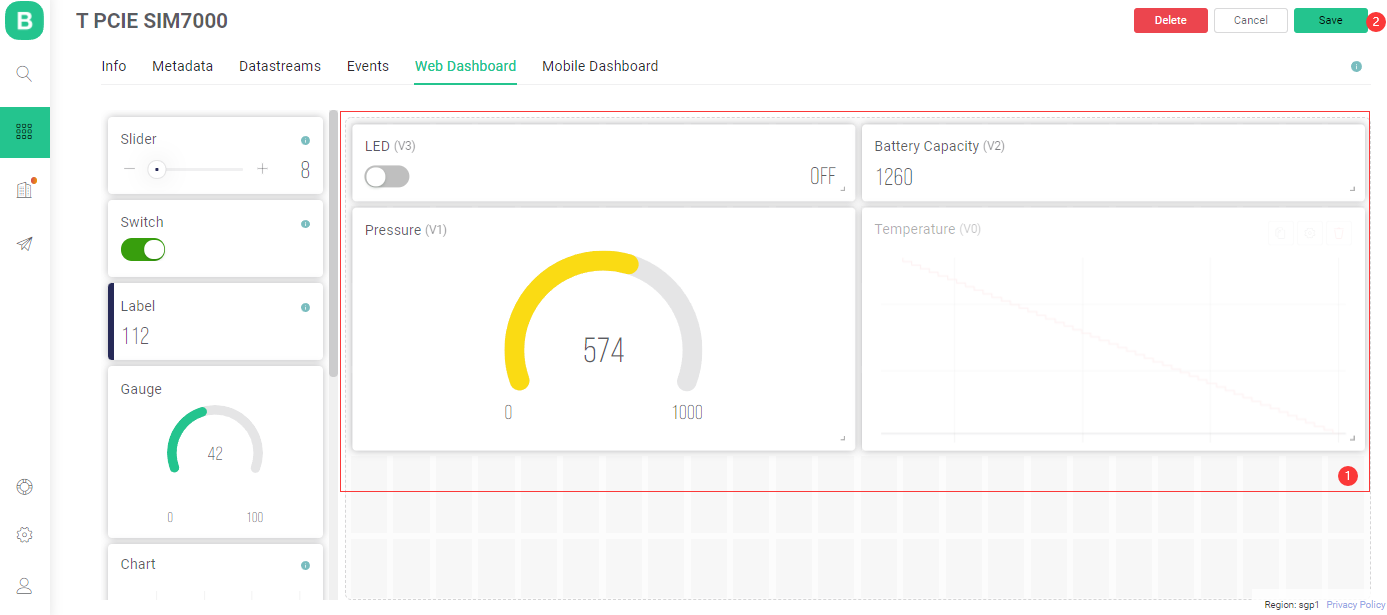 B
T PCIE SIM7000
Delete
Cancel
Save
2
Info
Metadata
Datastreams
Events
Web Dashboard
Mobile Dashboard
Slider
8
Switch
Label
112
Gauge
42
0
100
Chart
LED (V3)
OFF
Battery Capacity (V2)
1260
Pressure (V1)
574
0
1000
Temperature (V0)
1
Region: sgp1 Privacy Policy